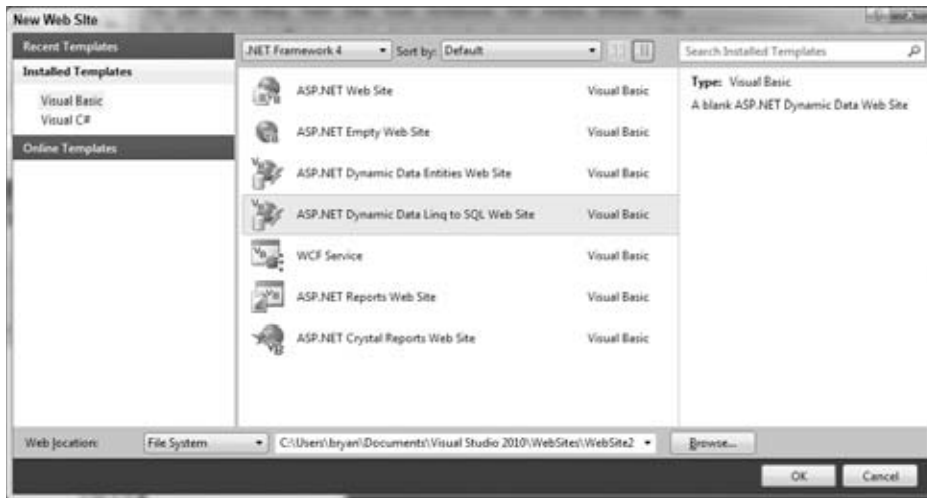 New Web Site
Recent Templates
Installed Templates
Visual Basic
Visual C#
Online Templates
.NET Framework 4
Sort by: Default
ASP.NET Web Site Visual Basic
ASP.NET Empty Web Site Visual Basic
ASP.NET Dynamic Data Entities Web Site Visual Basic
ASP.NET Dynamic Data Linq to SQL Web Site Visual Basic
WCF Service Visual Basic
ASP.NET Reports Web Site Visual Basic
ASP.NET Crystal Reports Web Site Visual Basic
Search Installed Templates
Type: Visual Basic
A blank ASP.NET Dynamic Data Web Site
Web location: File System C:\Users\bryan\Documents\Visual Studio 2010\WebSites\WebSite2 Browse...
OK Cancel